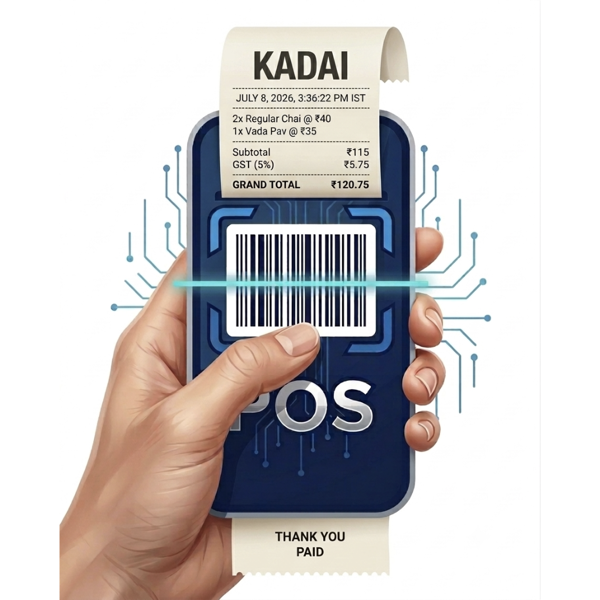 KADAI
JULY 8, 2026, 3:36:22 PM IST
2x Regular Chai @ ₹40
1x Vada Pav @ ₹35
Subtotal ₹115
GST (5%) ₹5.75
GRAND TOTAL ₹120.75
POS
THANK YOU
PAID